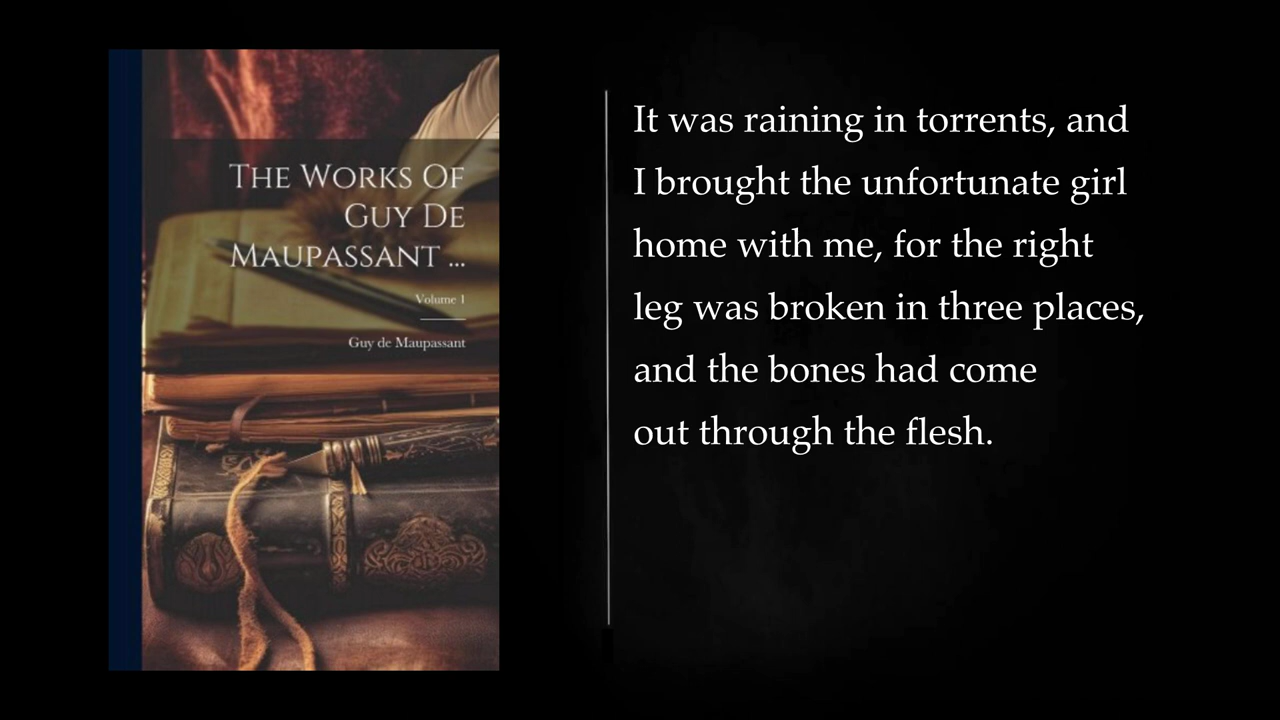 The Works Of
Guy De
Maupassant ...
Volume 1
Guy de Maupassant
It was raining in torrents, and
I brought the unfortunate girl
home with me, for the right
leg was broken in three places,
and the bones had come
out through the flesh.